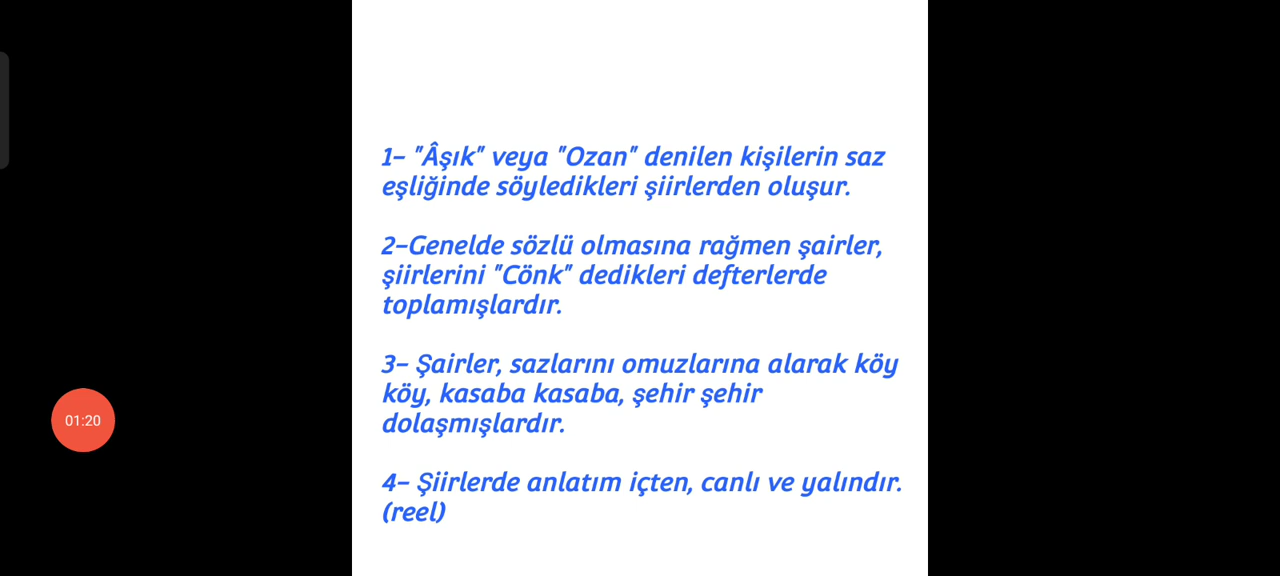 1- "Âşık" veya "Ozan" denilen kişilerin saz
eşliğinde söyledikleri şiirlerden oluşur.
2-Genelde sözlü olmasına rağmen şairler,
şiirlerini "Cönk" dedikleri defterlerde
toplamışlardır.
3- Şairler, sazlarını omuzlarına alarak köy
köy, kasaba kasaba, şehir şehir
dolaşmışlardır.
01:20
4- Şiirlerde anlatım içten, canlı ve yalındır.
(reel)